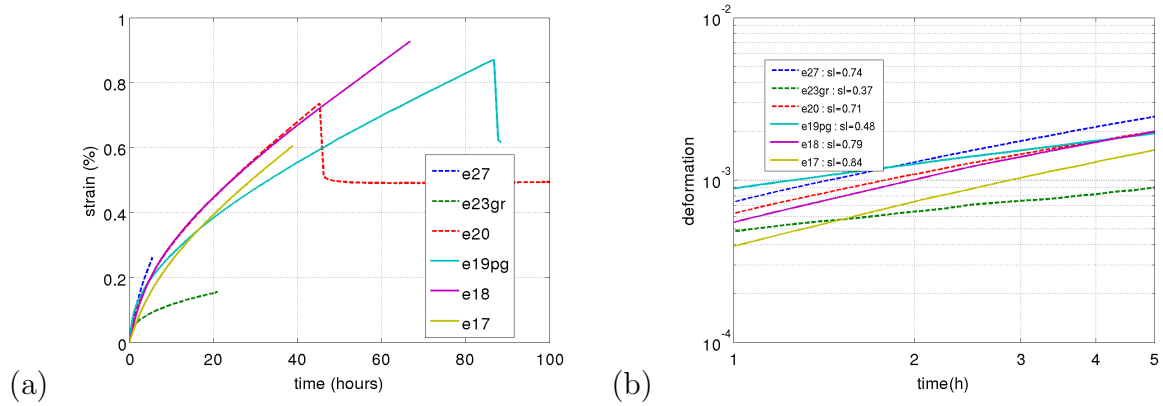 1
0.8
0.6
0.4
0.2
0
0
20
40
60
80
100
strain (%)
time (hours)
e27
e23gr
e20
e19pg
e18
e17
(a)
10^-2
10^-3
10^-4
1
2
3
4
5
deformation
time(h)
e27 : sl=0.74
e23gr : sl=0.37
e20 : sl=0.71
e19pg : sl=0.48
e18 : sl=0.79
e17 : sl=0.84
(b)